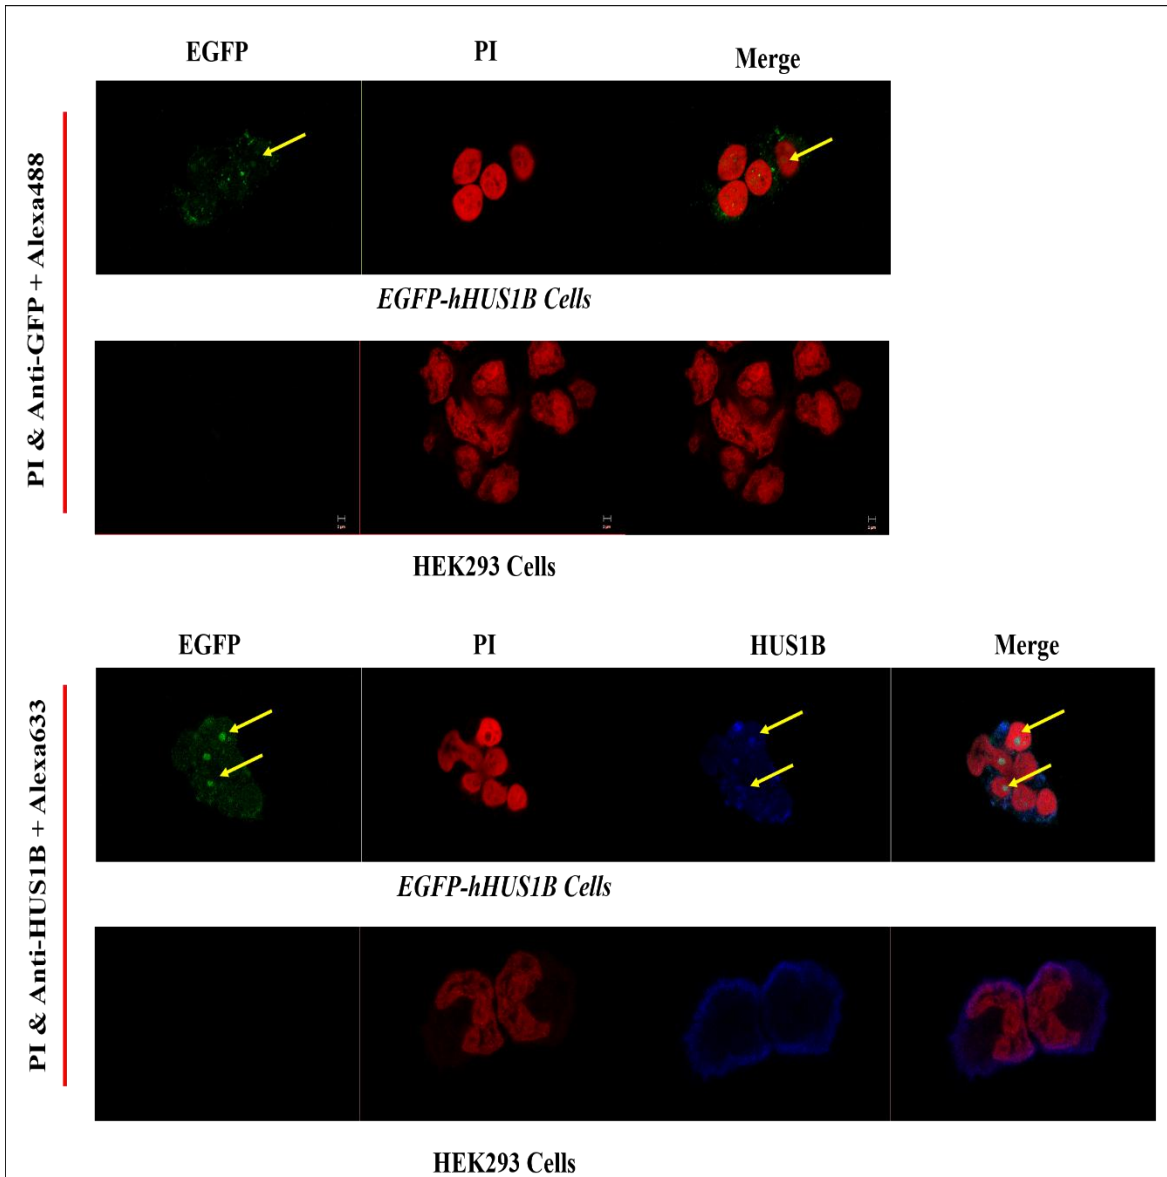 EGFP PI Merge
PI & Anti-GFP + Alexa488
EGFP-hHUS1B Cells
HEK293 Cells
EGFP PI HUS1B Merge
PI & Anti-HUS1B + Alexa633
EGFP-hHUS1B Cells
HEK293 Cells